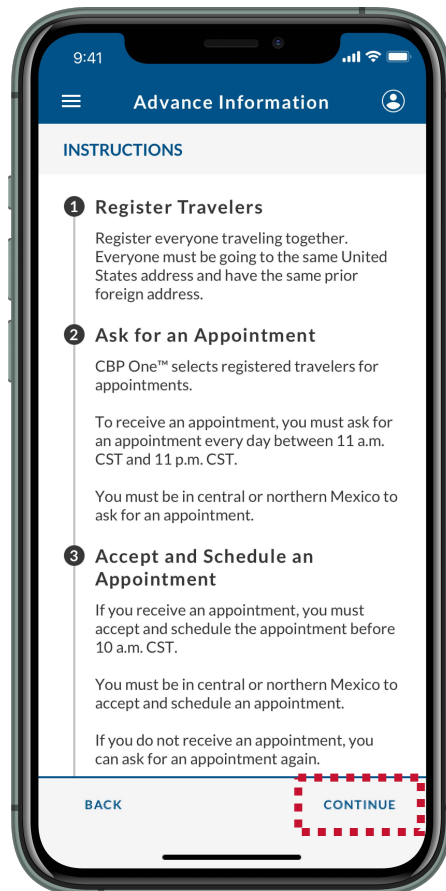 9:41
Advance Information
INSTRUCTIONS
1 Register Travelers
Register everyone traveling together.
Everyone must be going to the same United
States address and have the same prior
foreign address.
2 Ask for an Appointment
CBP One™ selects registered travelers for
appointments.
To receive an appointment, you must ask for
an appointment every day between 11 a.m.
CST and 11 p.m. CST.
You must be in central or northern Mexico to
ask for an appointment.
3 Accept and Schedule an
Appointment
If you receive an appointment, you must
accept and schedule the appointment before
10 a.m. CST.
You must be in central or northern Mexico to
accept and schedule an appointment.
If you do not receive an appointment, you
can ask for an appointment again.
BACK CONTINUE